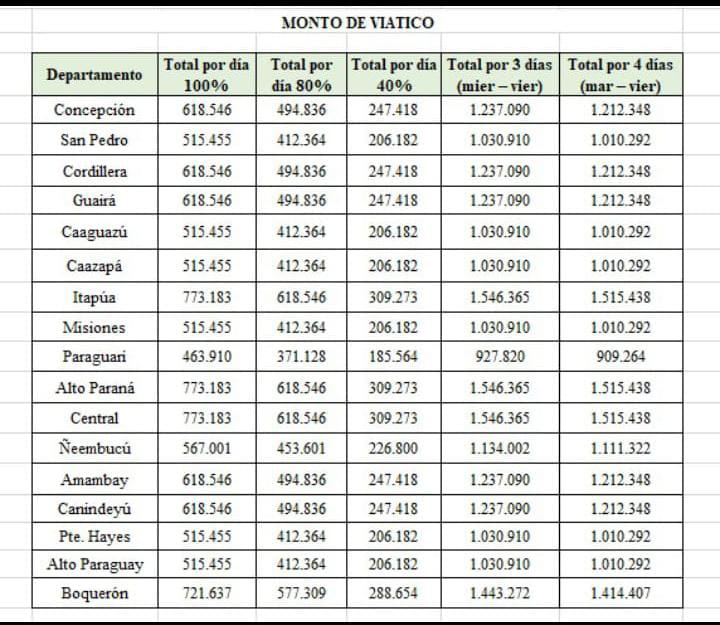 MONTO DE VIATICO
Departamento | Total por día 100% | Total por día 80% | Total por día 40% | Total por 3 días (mier – vier) | Total por 4 días (mar – vier)
Concepción 618.546 494.836 247.418 1.237.090 1.212.348
San Pedro 515.455 412.364 206.182 1.030.910 1.010.292
Cordillera 618.546 494.836 247.418 1.237.090 1.212.348
Guairá 618.546 494.836 247.418 1.237.090 1.212.348
Caaguazú 515.455 412.364 206.182 1.030.910 1.010.292
Caazapá 515.455 412.364 206.182 1.030.910 1.010.292
Itapúa 773.183 618.546 309.273 1.546.365 1.515.438
Misiones 515.455 412.364 206.182 1.030.910 1.010.292
Paraguari 463.910 371.128 185.564 927.820 909.264
Alto Paraná 773.183 618.546 309.273 1.546.365 1.515.438
Central 773.183 618.546 309.273 1.546.365 1.515.438
Ñeembucú 567.001 453.601 226.800 1.134.002 1.111.322
Amambay 618.546 494.836 247.418 1.237.090 1.212.348
Canindeyú 618.546 494.836 247.418 1.237.090 1.212.348
Pte. Hayes 515.455 412.364 206.182 1.030.910 1.010.292
Alto Paraguay 515.455 412.364 206.182 1.030.910 1.010.292
Boquerón 721.637 577.309 288.654 1.443.272 1.414.407